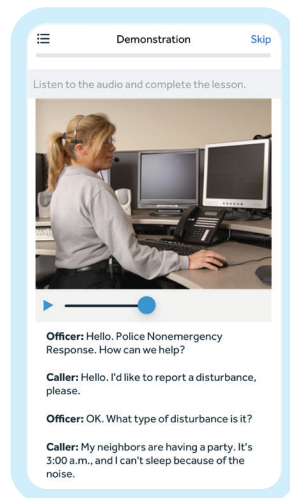 Demonstration Skip
Listen to the audio and complete the lesson.
Officer: Hello. Police Nonemergency
Response. How can we help?
Caller: Hello. I'd like to report a disturbance,
please.
Officer: OK. What type of disturbance is it?
Caller: My neighbors are having a party. It's
3:00 a.m., and I can't sleep because of the
noise.